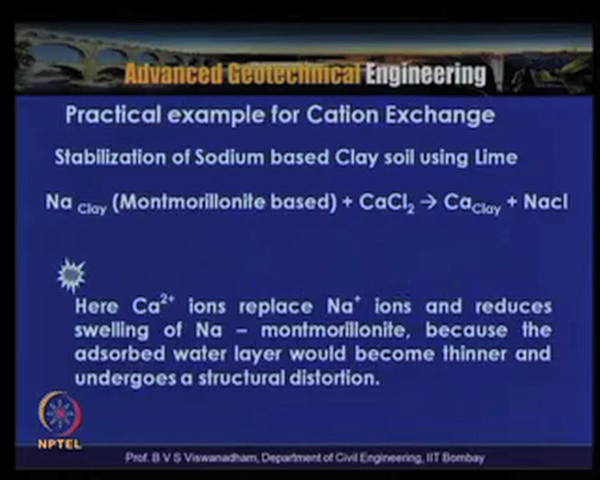 Advanced Geotechnical Engineering
Practical example for Cation Exchange
Stabilization of Sodium based Clay soil using Lime
Na Clay (Montmorillonite based) + CaCl2 → CaClay + Nacl
Here Ca2+ ions replace Na+ ions and reduces
swelling of Na – montmorillonite, because the
adsorbed water layer would become thinner and
undergoes a structural distortion.
NPTEL
Prof. B V S Viswanadham, Department of Civil Engineering, IIT Bombay